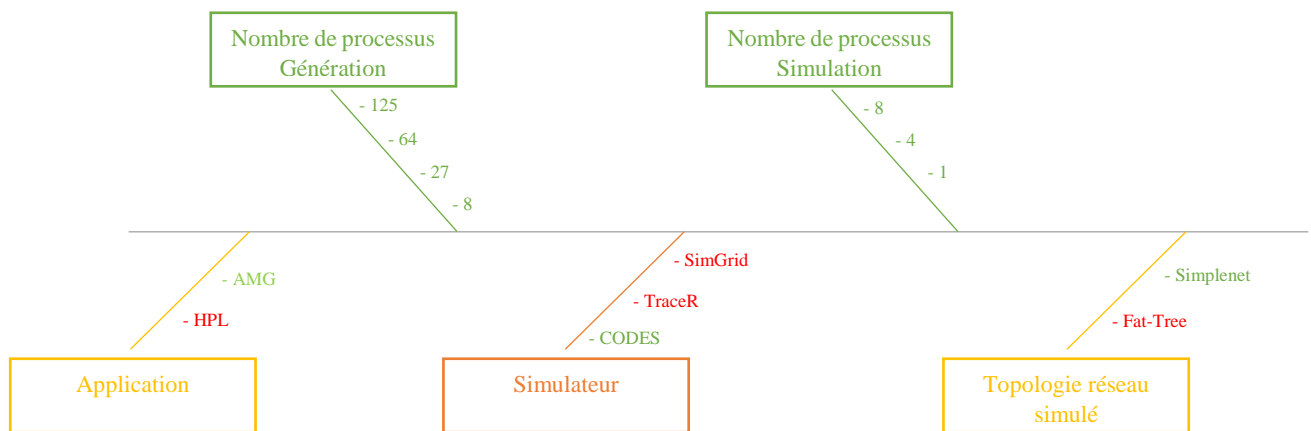 Nombre de processus
Génération
Nombre de processus
Simulation
- 125
- 64
- 27
- 8
- 8
- 4
- 1
- AMG
- HPL
- SimGrid
- TraceR
- CODES
- Simplenet
- Fat-Tree
Application
Simulateur
Topologie réseau
simulé